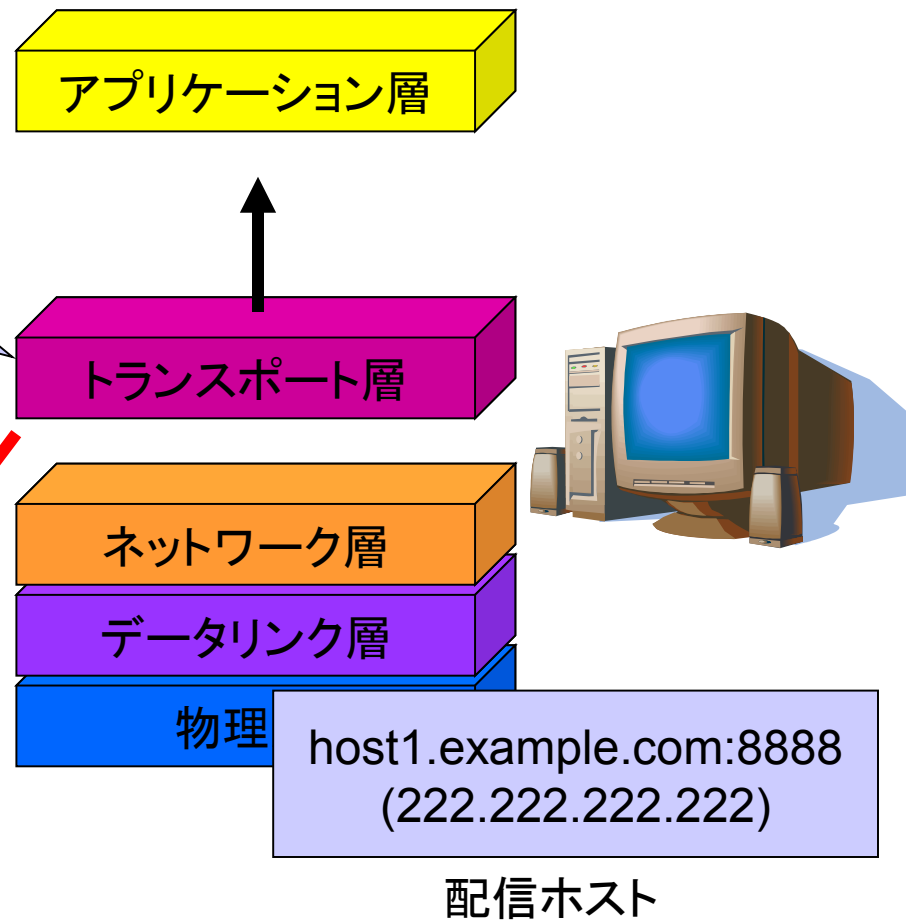 アプリケーション層
トランスポート層
ネットワーク層
データリンク層
物理
host1.example.com:8888
(222.222.222.222)
配信ホスト